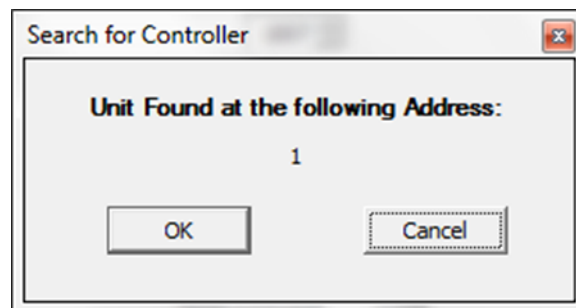 Search for Controller
Unit Found at the following Address:
1
OK
Cancel